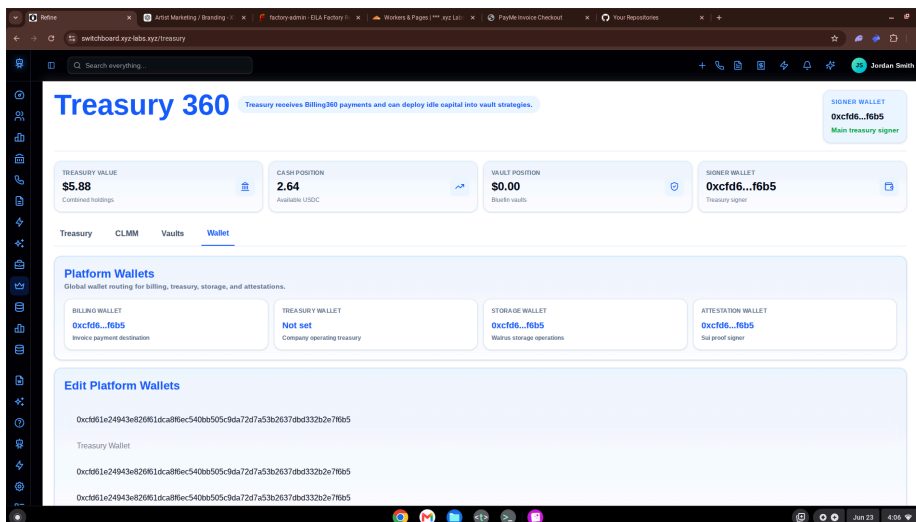 Refine
Artist Marketing / Branding - X
factory-admin - EILA Factory
Workers & Pages | *** .xyz Lab
PayMe Invoice Checkout
Your Repositories
switchboard.xyz-labs.xyz/treasury
Search everything...
JS
Jordan Smith
Treasury 360
Treasury receives Billing360 payments and can deploy idle capital into vault strategies.
SIGNER WALLET
0xcfd6...f6b5
Main treasury signer
TREASURY VALUE
$5.88
Combined holdings
CASH POSITION
2.64
Available USDC
VAULT POSITION
$0.00
Bluefin vaults
SIGNER WALLET
0xcfd6...f6b5
Treasury signer
Treasury
CLMM
Vaults
Wallet
Platform Wallets
Global wallet routing for billing, treasury, storage, and attestations.
BILLING WALLET
0xcfd6...f6b5
Invoice payment destination
TREASURY WALLET
Not set
Company operating treasury
STORAGE WALLET
0xcfd6...f6b5
Walrus storage operations
ATTESTATION WALLET
0xcfd6...f6b5
Sui proof signer
Edit Platform Wallets
0xcfd61e24943e826f61dca8f6ec540bb505c9da72d7a53b2637dbd332b2e7f6b5
Treasury Wallet
0xcfd61e24943e826f61dca8f6ec540bb505c9da72d7a53b2637dbd332b2e7f6b5
0xcfd61e24943e826f61dca8f6ec540bb505c9da72d7a53b2637dbd332b2e7f6b5
Jun 23
4:06